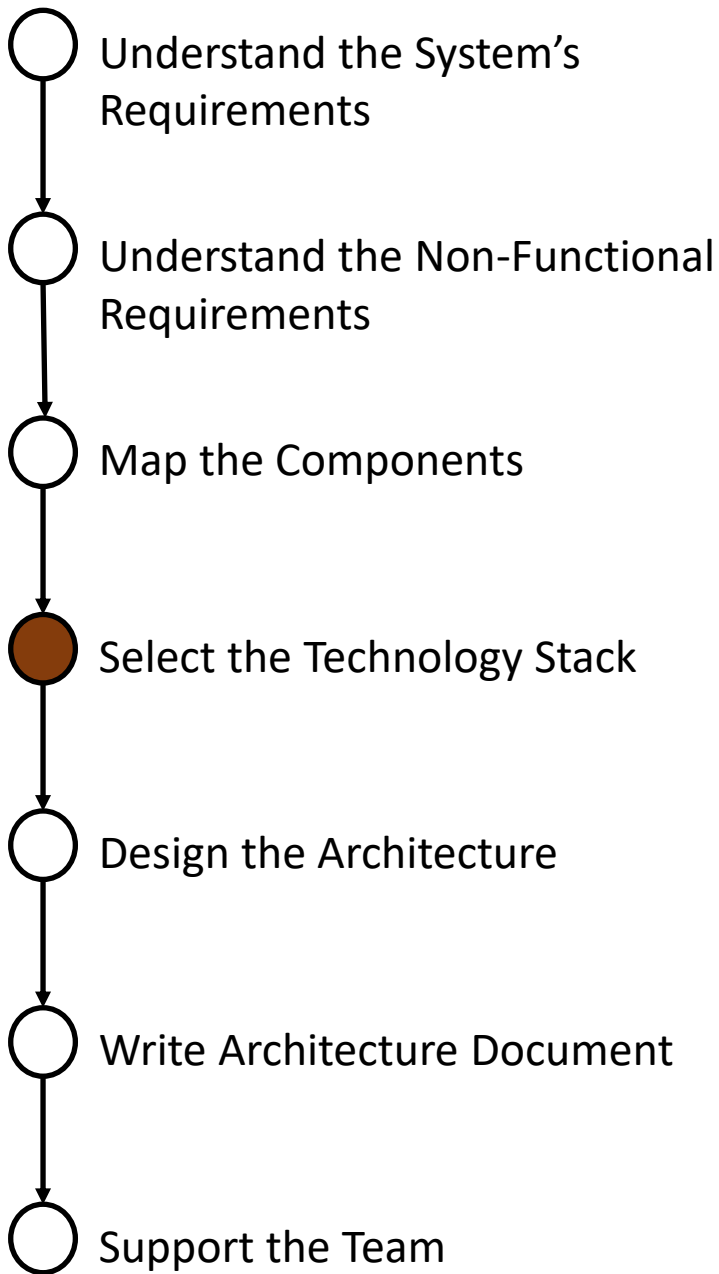 Understand the System’s
Requirements
Understand the Non-Functional
Requirements
Map the Components
Select the Technology Stack
Design the Architecture
Write Architecture Document
Support the Team